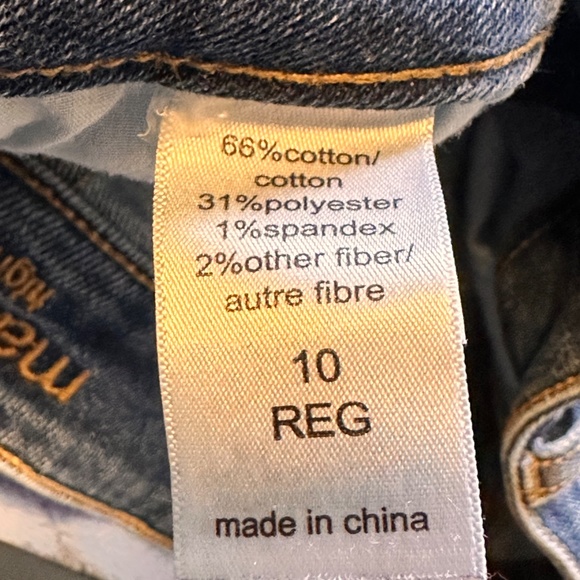 66%cotton/
cotton
31%polyester
1%spandex
2%other fiber/
autre fibre
10
REG
made in china